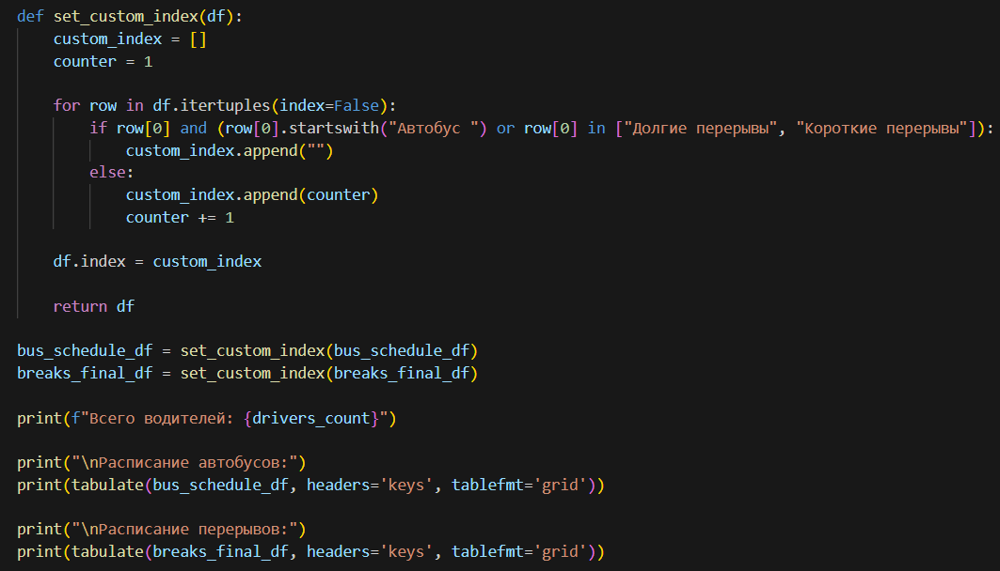 def set_custom_index(df):
    custom_index = []
    counter = 1

    for row in df.itertuples(index=False):
        if row[0] and (row[0].startswith("Автобус ") or row[0] in ["Долгие перерывы", "Короткие перерывы"]):
            custom_index.append("")
        else:
            custom_index.append(counter)
            counter += 1

    df.index = custom_index

    return df

bus_schedule_df = set_custom_index(bus_schedule_df)
breaks_final_df = set_custom_index(breaks_final_df)

print(f"Всего водителей: {drivers_count}")

print("\nРасписание автобусов:")
print(tabulate(bus_schedule_df, headers='keys', tablefmt='grid'))

print("\nРасписание перерывов:")
print(tabulate(breaks_final_df, headers='keys', tablefmt='grid'))